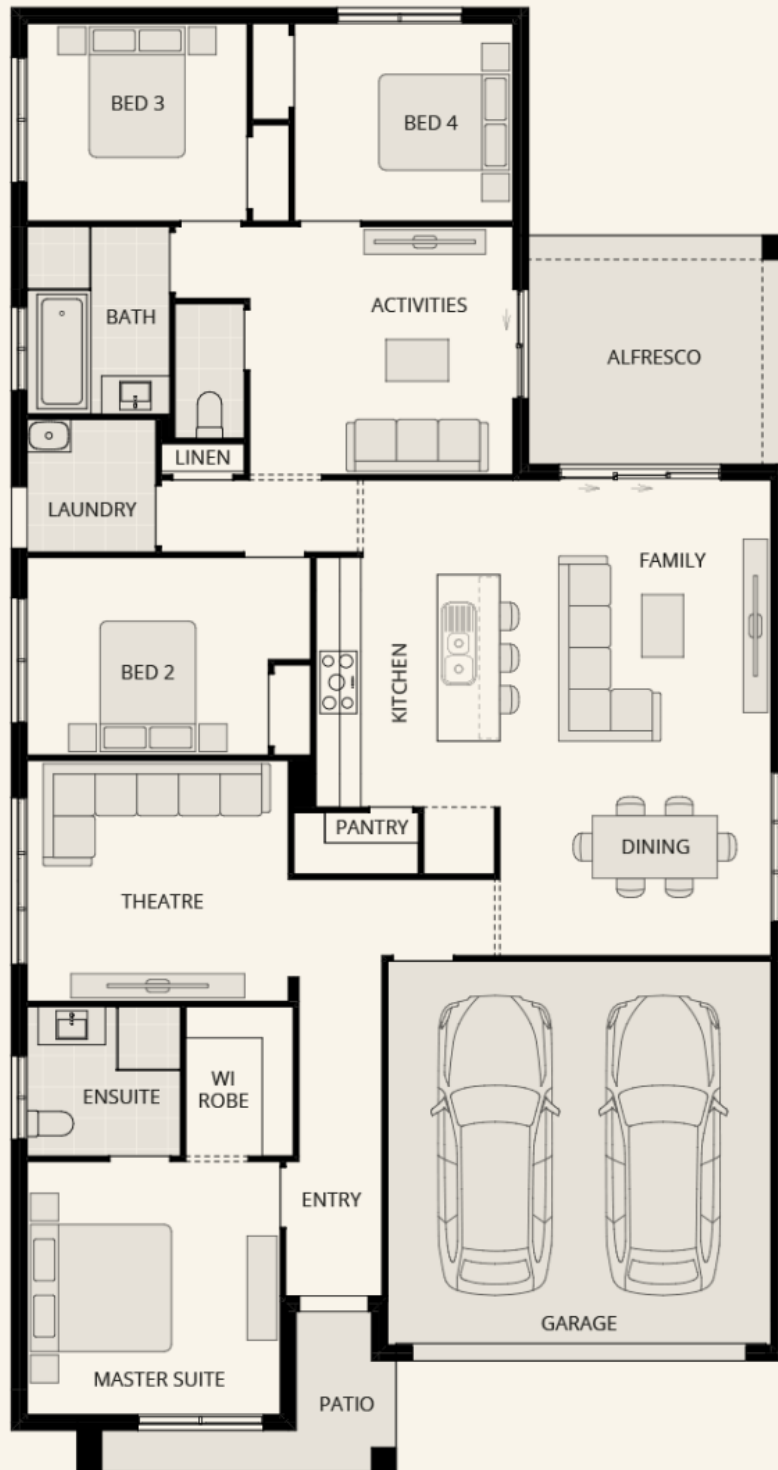 BED 3
BED 4
BATH
ACTIVITIES
ALFRESCO
LINEN
LAUNDRY
FAMILY
KITCHEN
BED 2
PANTRY
DINING
THEATRE
WI
ROBE
ENSUITE
ENTRY
GARAGE
MASTER SUITE
PATIO